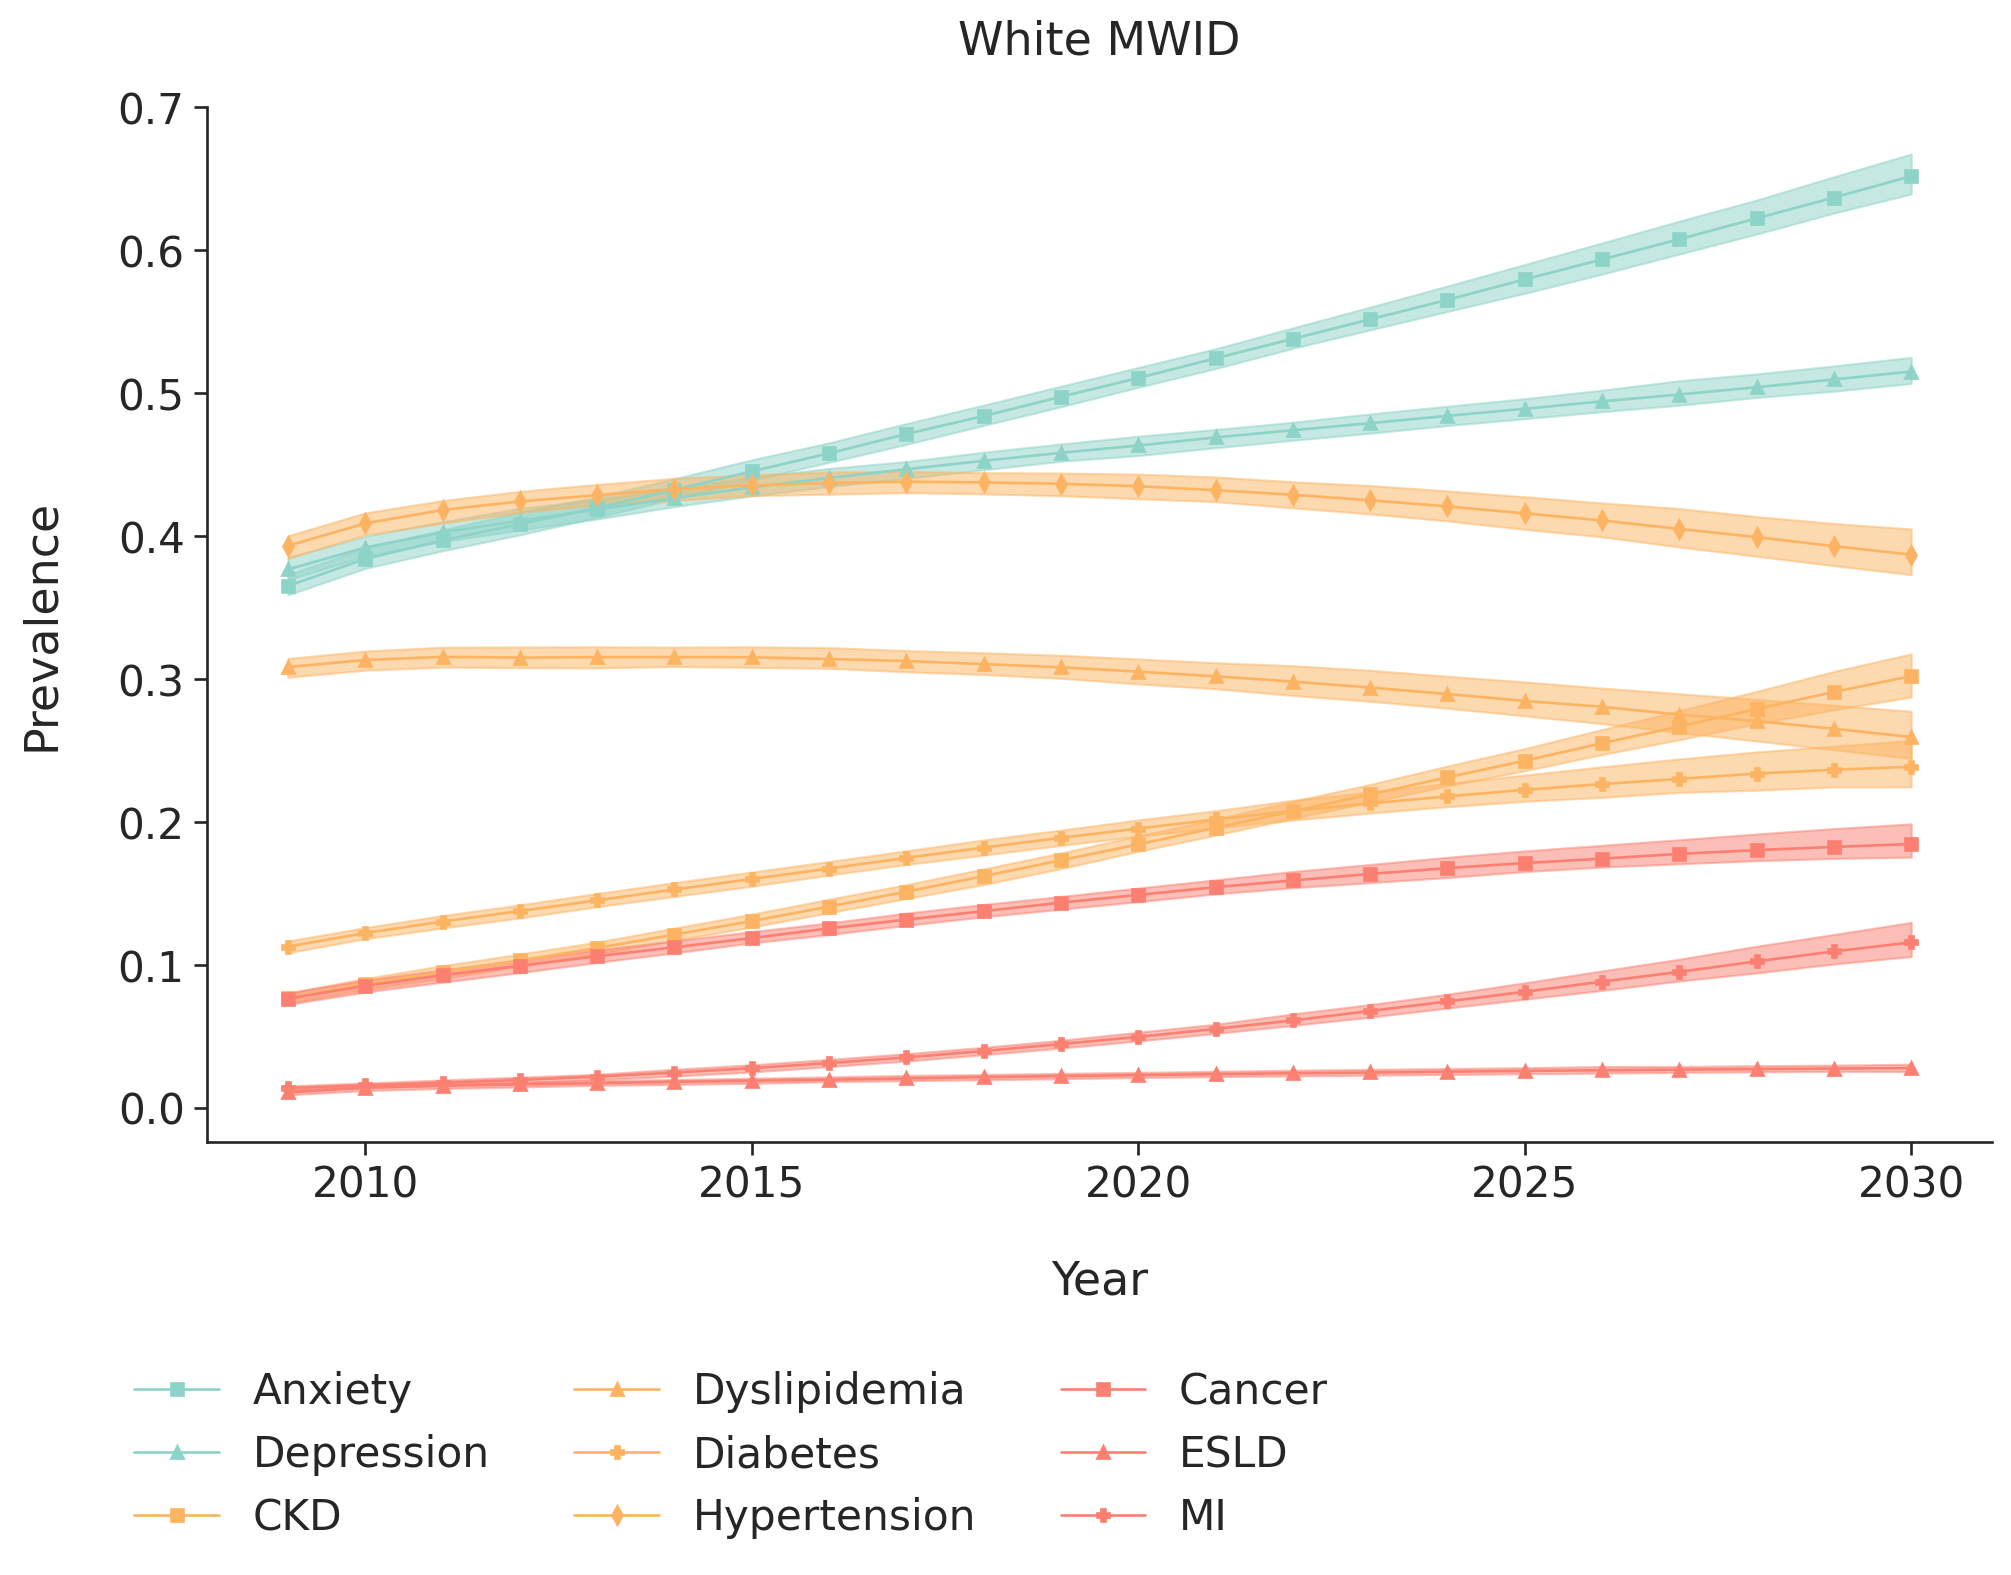 White MWID
0.7
0.6
0.5
0.4
0.3
0.2
0.1
0.0
Prevalence
2010 2015 2020 2025 2030
Year
Anxiety Dyslipidemia Cancer
Depression Diabetes ESLD
CKD Hypertension MI